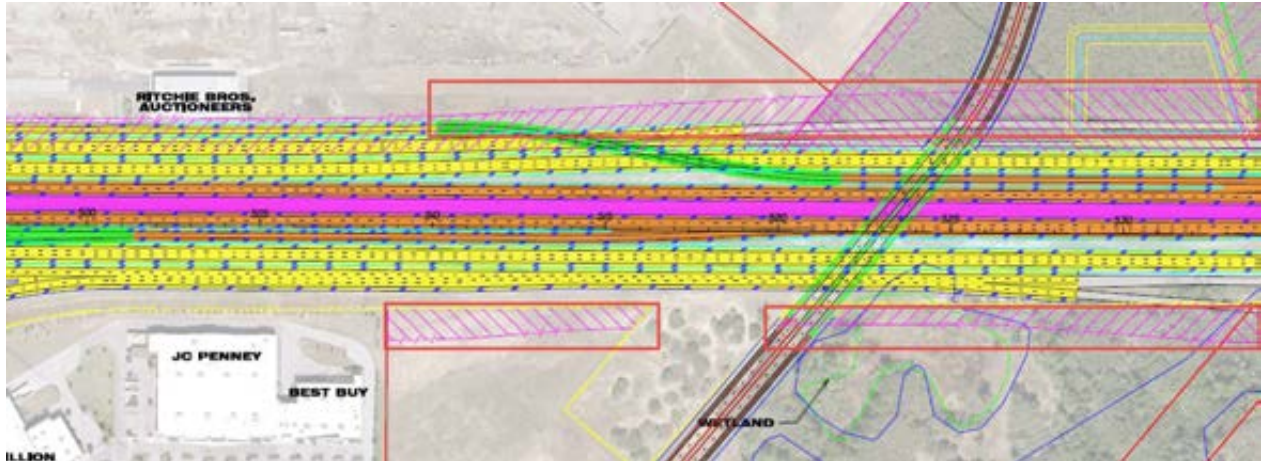 RITCHIE BROS.
AUCTIONEERS
JC PENNEY
BEST BUY
WETLAND
ILLION